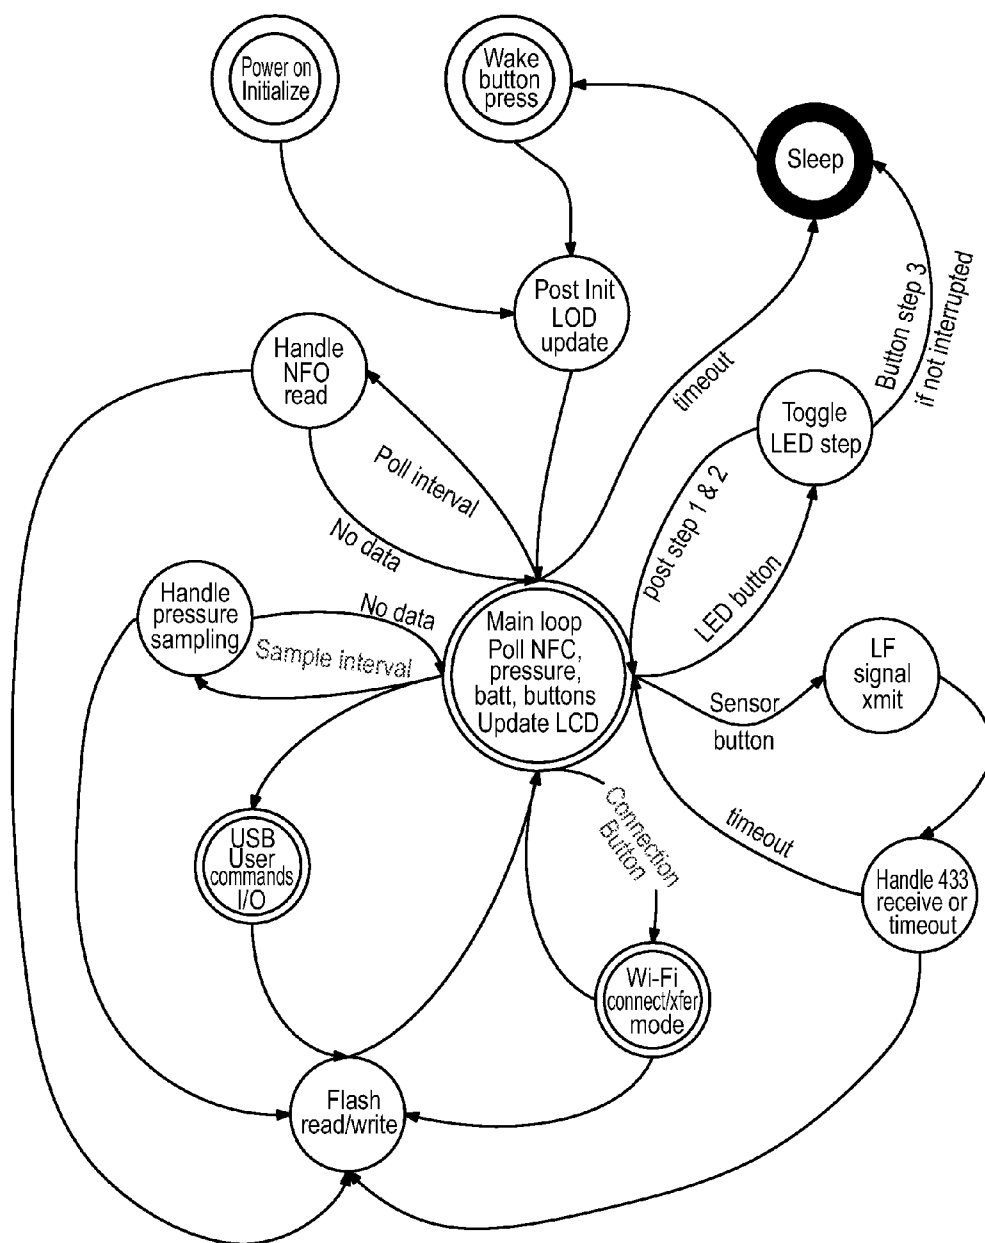 Power on
Initialize
Wake
button
press
Sleep
Post Init
LOD
update
Handle
NFO
read
timeout
Button step 3
if not interrupted
Toggle
LED step
Poll interval
No data
post step 1 & 2
LED button
Handle
pressure
sampling
No data
Sample interval
Main loop
Poll NFC,
pressure,
batt, buttons
Update LCD
LF
signal
xmit
Sensor
button
Connection
Button
timeout
USB
User
commands
I/O
Handle 433
receive or
timeout
Wi-Fi
connect/xfer
mode
Flash
read/write